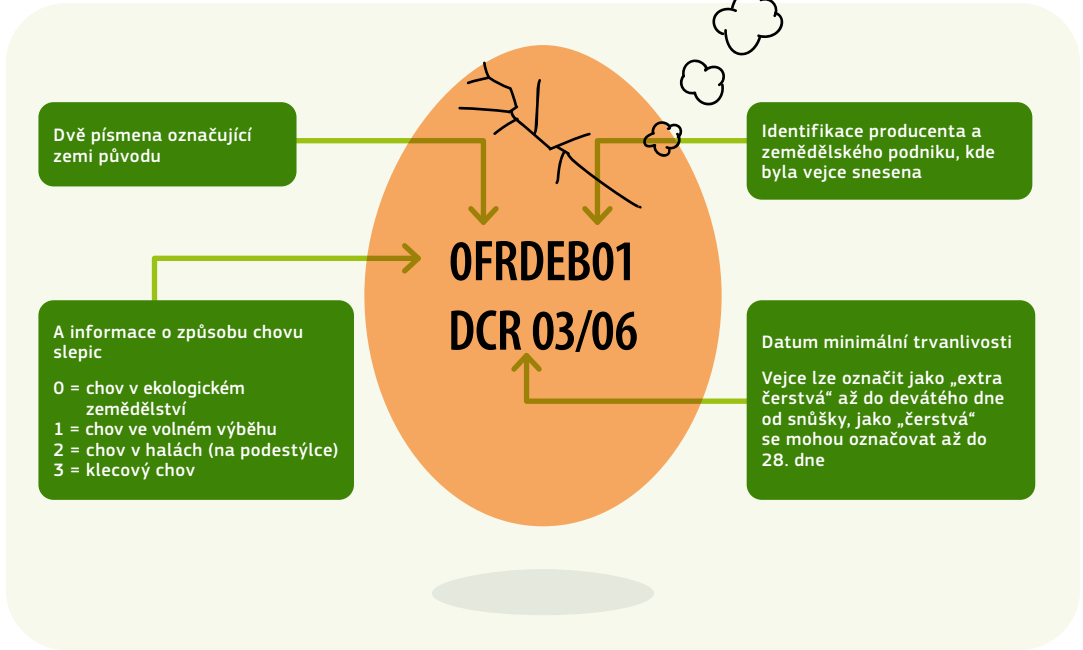 Dvě písmena označující
zemi původu
Identifikace producenta a
zemědělského podniku, kde
byla vejce snesena
0FRDEB01
DCR 03/06
A informace o způsobu chovu
slepic
0 = chov v ekologickém
zemědělství
1 = chov ve volném výběhu
2 = chov v halách (na podestýlce)
3 = klecový chov
Datum minimální trvanlivosti
Vejce lze označit jako „extra
čerstvá“ až do devátého dne
od snůšky, jako „čerstvá“
se mohou označovat až do
28. dne